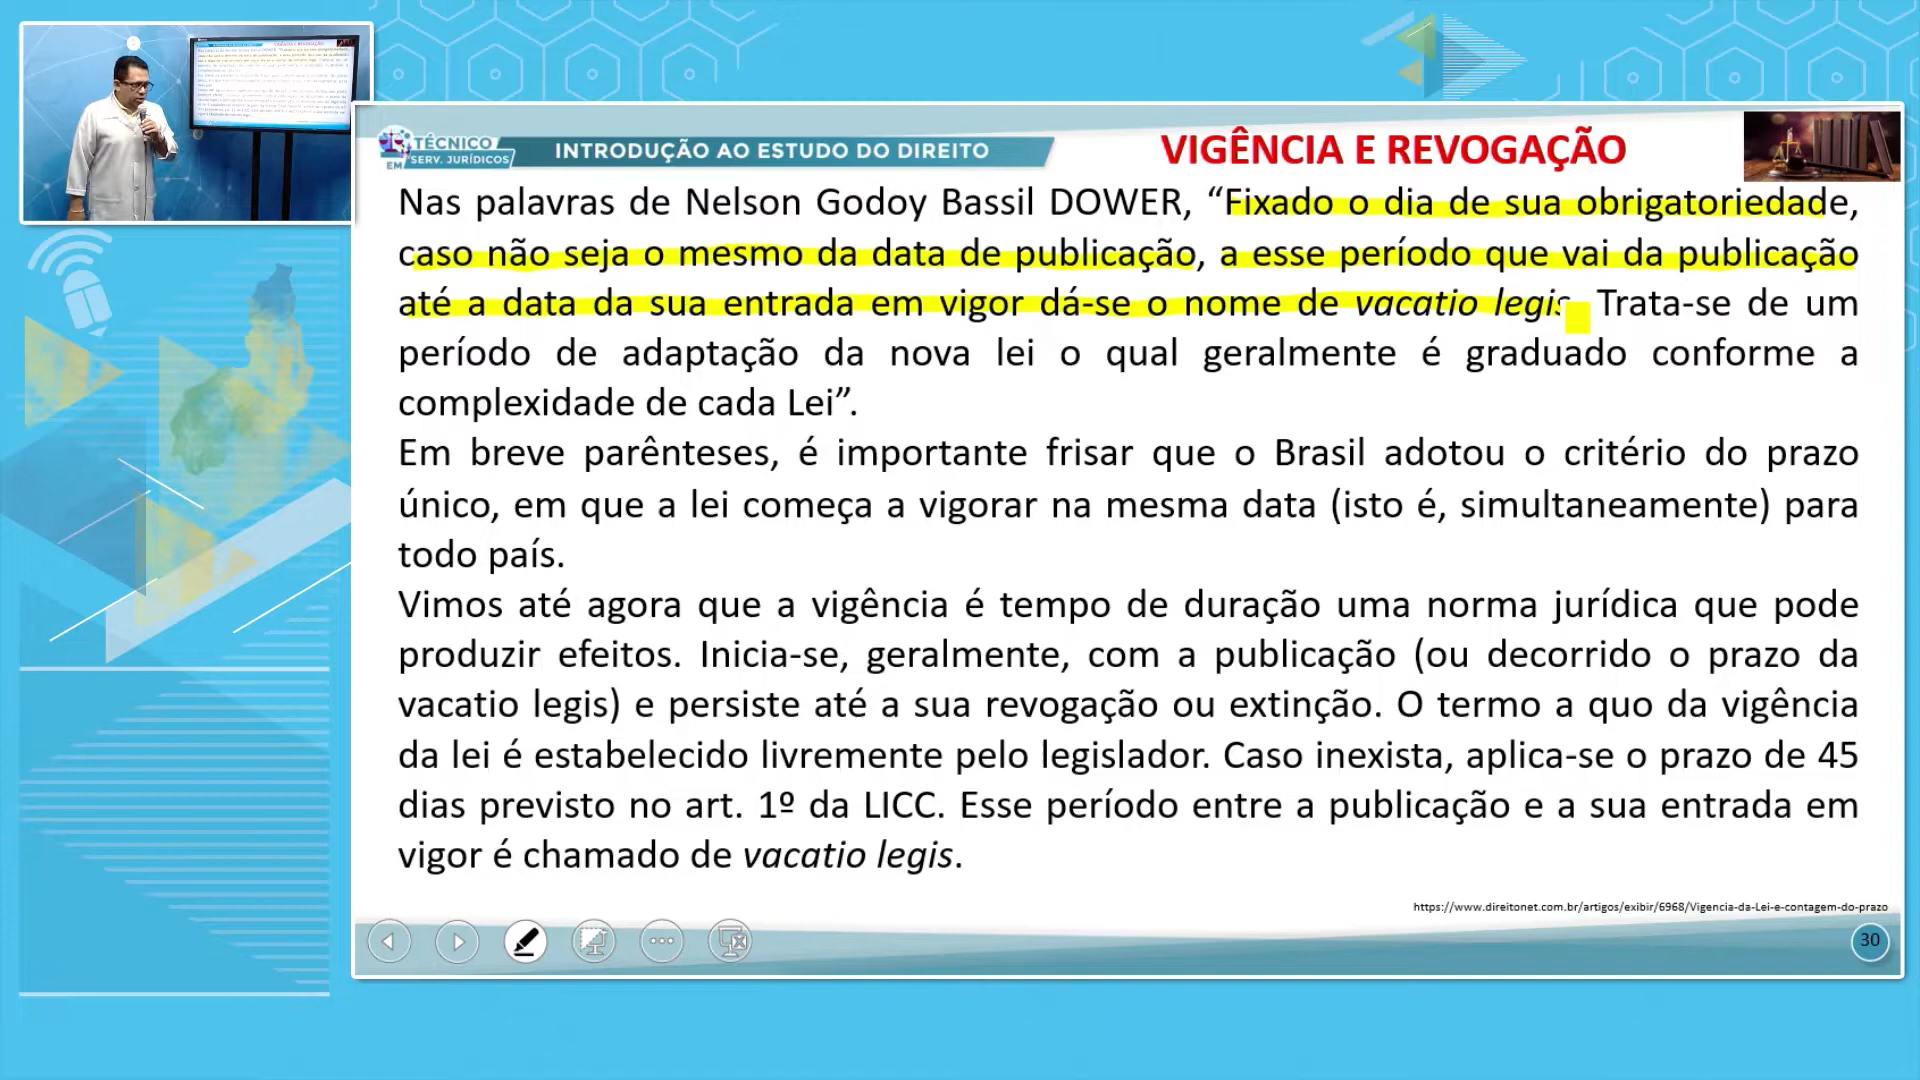 TÉCNICO
EM SERV. JURÍDICOS
INTRODUÇÃO AO ESTUDO DO DIREITO
VIGÊNCIA E REVOGAÇÃO
Nas palavras de Nelson Godoy Bassil DOWER, “Fixado o dia de sua obrigatoriedade,
caso não seja o mesmo da data de publicação, a esse período que vai da publicação
até a data da sua entrada em vigor dá-se o nome de vacatio legis. Trata-se de um
período de adaptação da nova lei o qual geralmente é graduado conforme a
complexidade de cada Lei”.
Em breve parênteses, é importante frisar que o Brasil adotou o critério do prazo
único, em que a lei começa a vigorar na mesma data (isto é, simultaneamente) para
todo país.
Vimos até agora que a vigência é tempo de duração uma norma jurídica que pode
produzir efeitos. Inicia-se, geralmente, com a publicação (ou decorrido o prazo da
vacatio legis) e persiste até a sua revogação ou extinção. O termo a quo da vigência
da lei é estabelecido livremente pelo legislador. Caso inexista, aplica-se o prazo de 45
dias previsto no art. 1º da LICC. Esse período entre a publicação e a sua entrada em
vigor é chamado de vacatio legis.
https://www.direitonet.com.br/artigos/exibir/6968/Vigencia-da-Lei-e-contagem-do-prazo
30